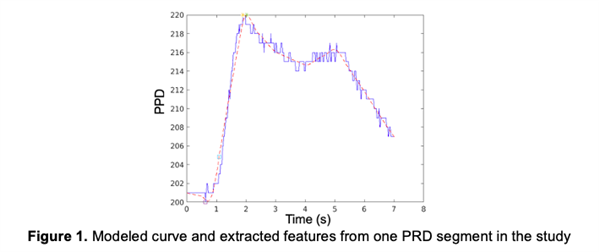 220
218
216
214
212
210
208
206
204
202
200
PPD
0 1 2 3 4 5 6 7 8
Time (s)
Figure 1. Modeled curve and extracted features from one PRD segment in the study